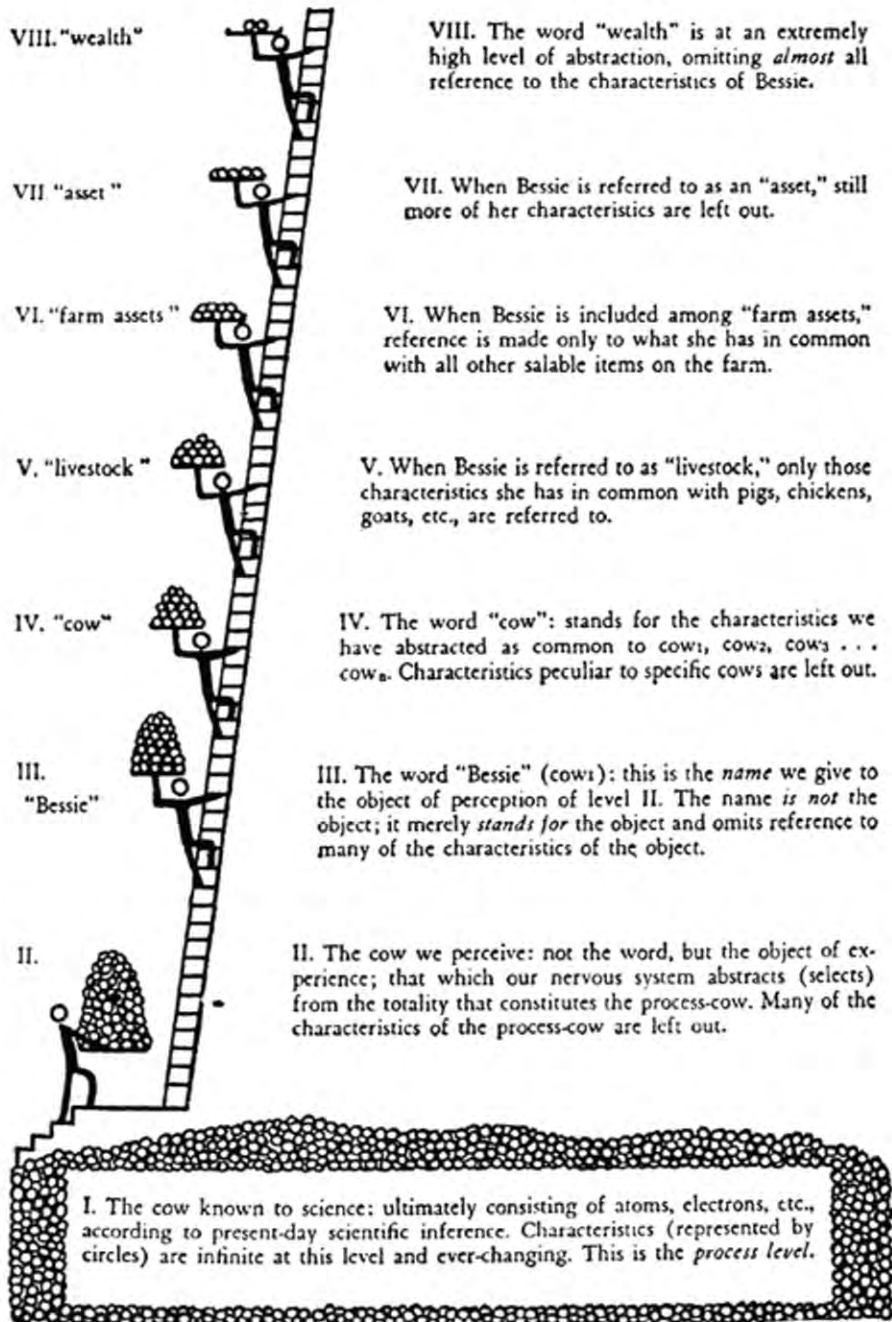 VIII. "wealth"
VIII. The word "wealth" is at an extremely
high level of abstraction, omitting almost all
reference to the characteristics of Bessie.
VII "asset"
VII. When Bessie is referred to as an "asset," still
more of her characteristics are left out.
VI. "farm assets"
VI. When Bessie is included among "farm assets,"
reference is made only to what she has in common
with all other salable items on the farm.
V. "livestock"
V. When Bessie is referred to as "livestock," only those
characteristics she has in common with pigs, chickens,
goats, etc., are referred to.
IV. "cow"
IV. The word "cow": stands for the characteristics we
have abstracted as common to cow₁, cow₂, cow₃ . . .
cowₙ. Characteristics peculiar to specific cows are left out.
III.
"Bessie"
III. The word "Bessie" (cow₁): this is the name we give to
the object of perception of level II. The name is not the
object; it merely stands for the object and omits reference to
many of the characteristics of the object.
II.
II. The cow we perceive: not the word, but the object of ex-
perience; that which our nervous system abstracts (selects)
from the totality that constitutes the process-cow. Many of the
characteristics of the process-cow are left out.
I. The cow known to science: ultimately consisting of atoms, electrons, etc.,
according to present-day scientific inference. Characteristics (represented by
circles) are infinite at this level and ever-changing. This is the process level.